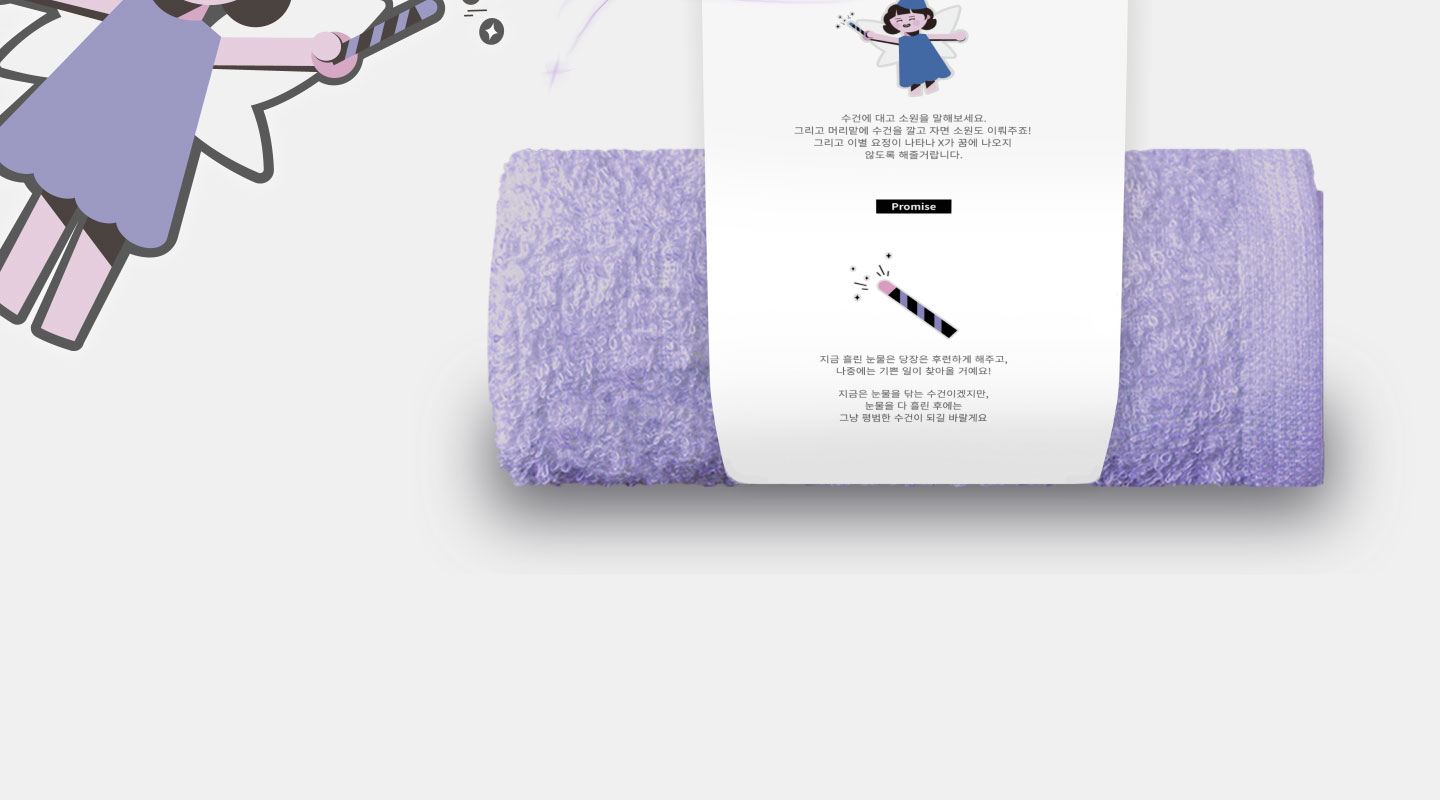 수건에 대고 소원을 말해보세요.
그리고 머리맡에 수건을 깔고 자면 소원도 이뤄주죠!
그리고 이별 요정이 나타나 X가 꿈에 나오지
않도록 해줄거랍니다.
Promise
지금 흘린 눈물은 당장은 후련하게 해주고,
나중에는 기쁜 일이 찾아올 거예요!
지금은 눈물을 닦는 수건이겠지만,
눈물을 다 흘린 후에는
그냥 평범한 수건이 되길 바랄게요